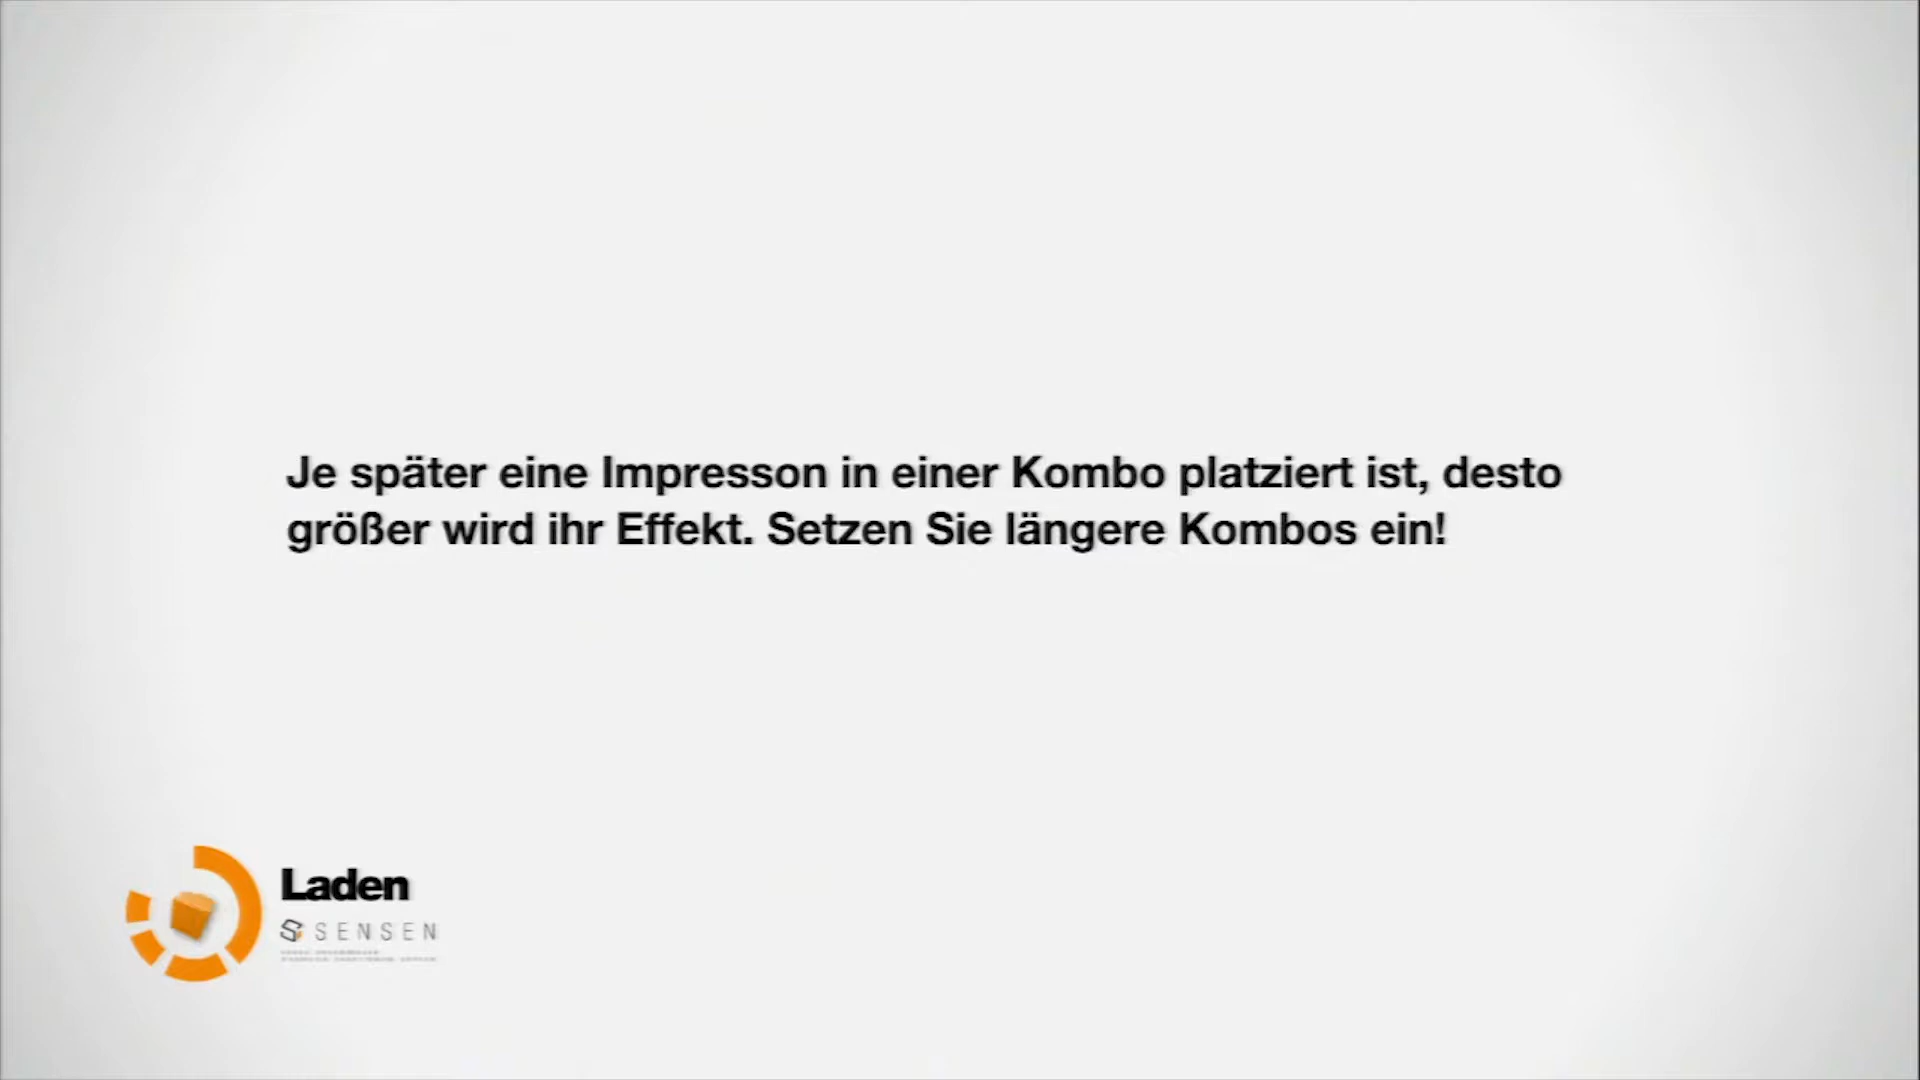 Je später eine Impresson in einer Kombo platziert ist, desto
größer wird ihr Effekt. Setzen Sie längere Kombos ein!
Laden
SENSEN